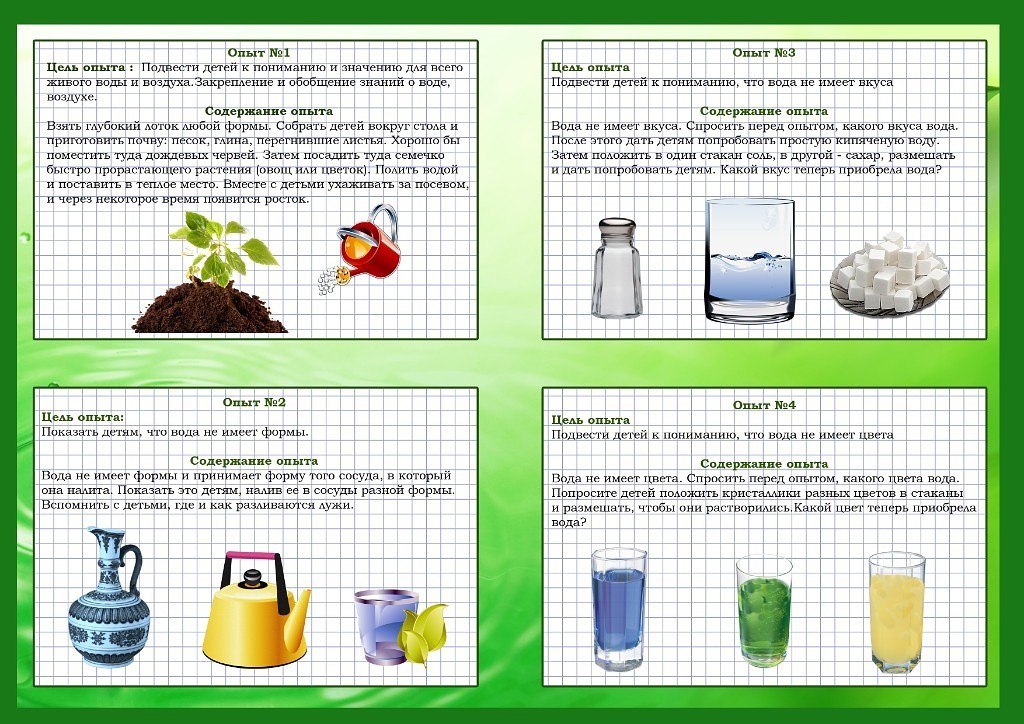 Опыт №1
Цель опыта : Подвести детей к пониманию и значению для всего
живого воды и воздуха.Закрепление и обобщение знаний о воде,
воздухе.
Содержание опыта
Взять глубокий лоток любой формы. Собрать детей вокруг стола и
приготовить почву: песок, глина, перегнившие листья. Хорошо бы
поместить туда дождевых червей. Затем посадить туда семечко
быстро прорастающего растения (овощ или цветок). Полить водой
и поставить в теплое место. Вместе с детьми ухаживать за посевом,
и через некоторое время появится росток.
Опыт №2
Цель опыта:
Показать детям, что вода не имеет формы.
Содержание опыта
Вода не имеет формы и принимает форму того сосуда, в который
она налита. Показать это детям, налив ее в сосуды разной формы.
Вспомнить с детьми, где и как разливаются лужи.
Опыт №3
Цель опыта
Подвести детей к пониманию, что вода не имеет вкуса
Содержание опыта
Вода не имеет вкуса. Спросить перед опытом, какого вкуса вода.
После этого дать детям попробовать простую кипяченую воду.
Затем положить в один стакан соль, в другой - сахар, размешать
и дать попробовать детям. Какой вкус теперь приобрела вода?
Опыт №4
Цель опыта
Подвести детей к пониманию, что вода не имеет цвета
Содержание опыта
Вода не имеет цвета. Спросить перед опытом, какого цвета вода.
Попросите детей положить кристаллики разных цветов в стаканы
и размешать, чтобы они растворились.Какой цвет теперь приобрела
вода?